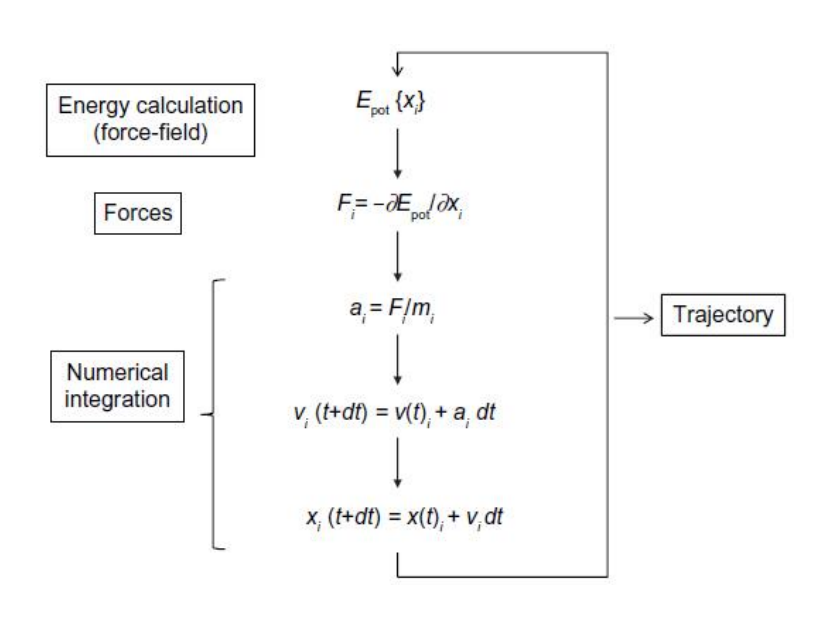 Energy calculation
(force-field)
E_pot {x_i}
Forces
F_i= −∂E_pot/∂x_i
a_i= F_i/m_i
Trajectory
Numerical
integration
v_i (t+dt) = v(t)_i + a_i dt
x_i (t+dt) = x(t)_i + v_i dt